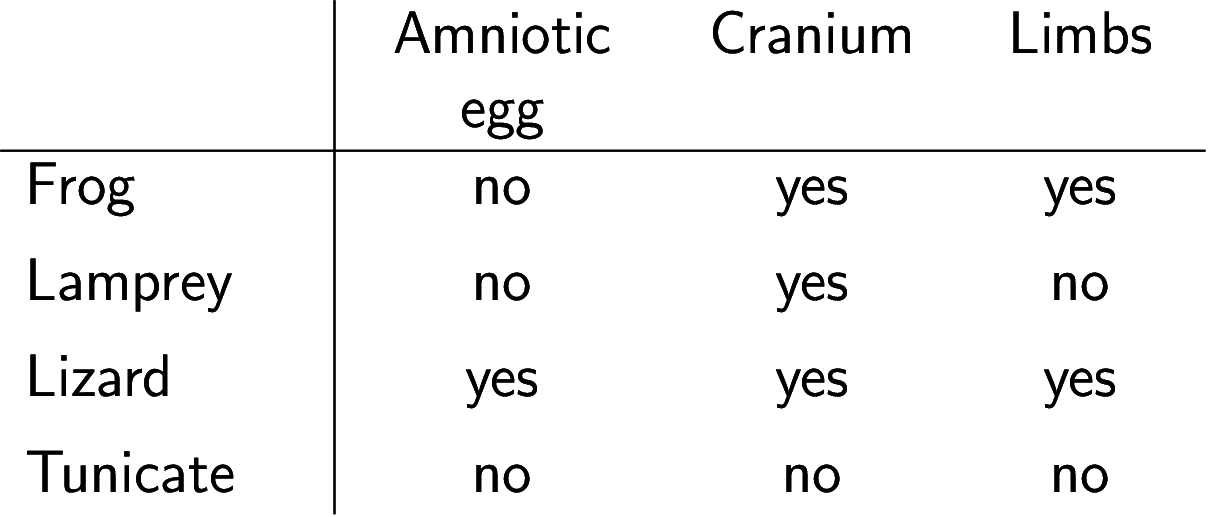 Amniotic Cranium Limbs
egg
Frog no yes yes
Lamprey no yes no
Lizard yes yes yes
Tunicate no no no